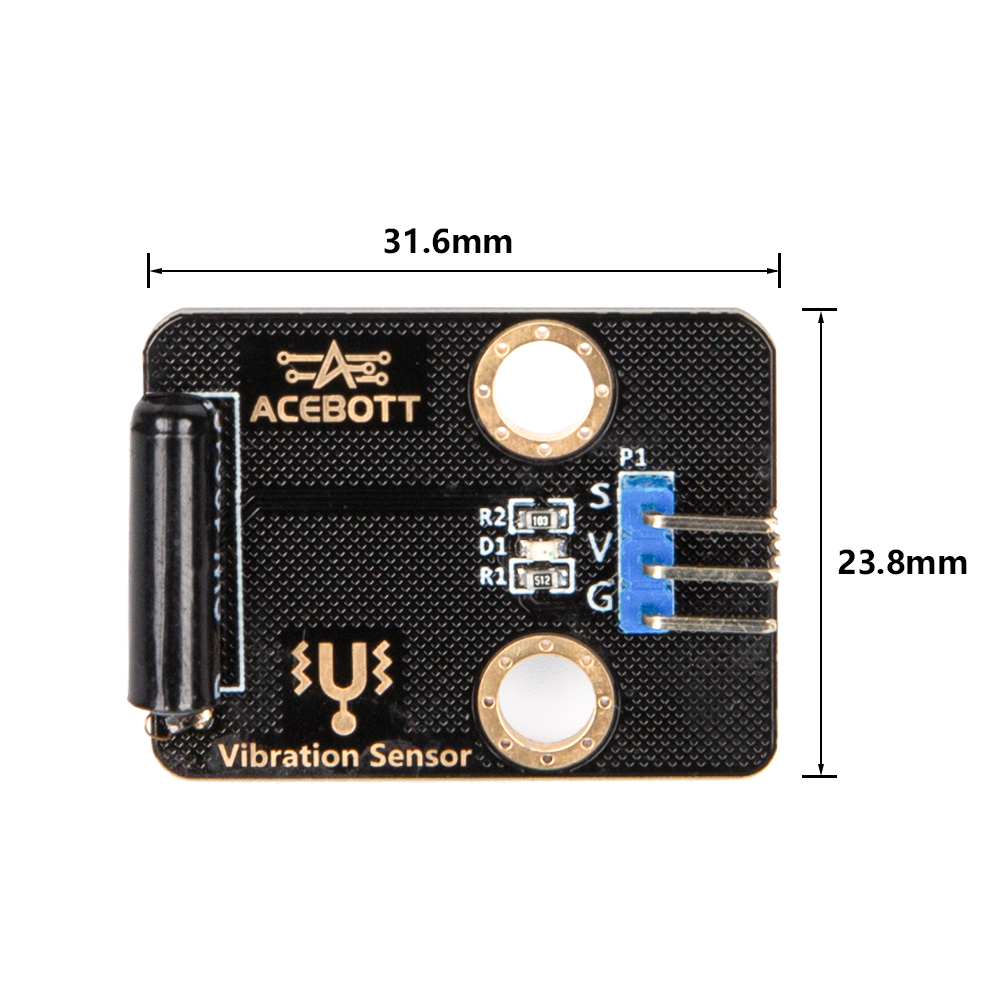 31.6mm
ACEBOTT
P1
S
R2 103
V
D1
23.8mm
R1 512
G
Vibration Sensor